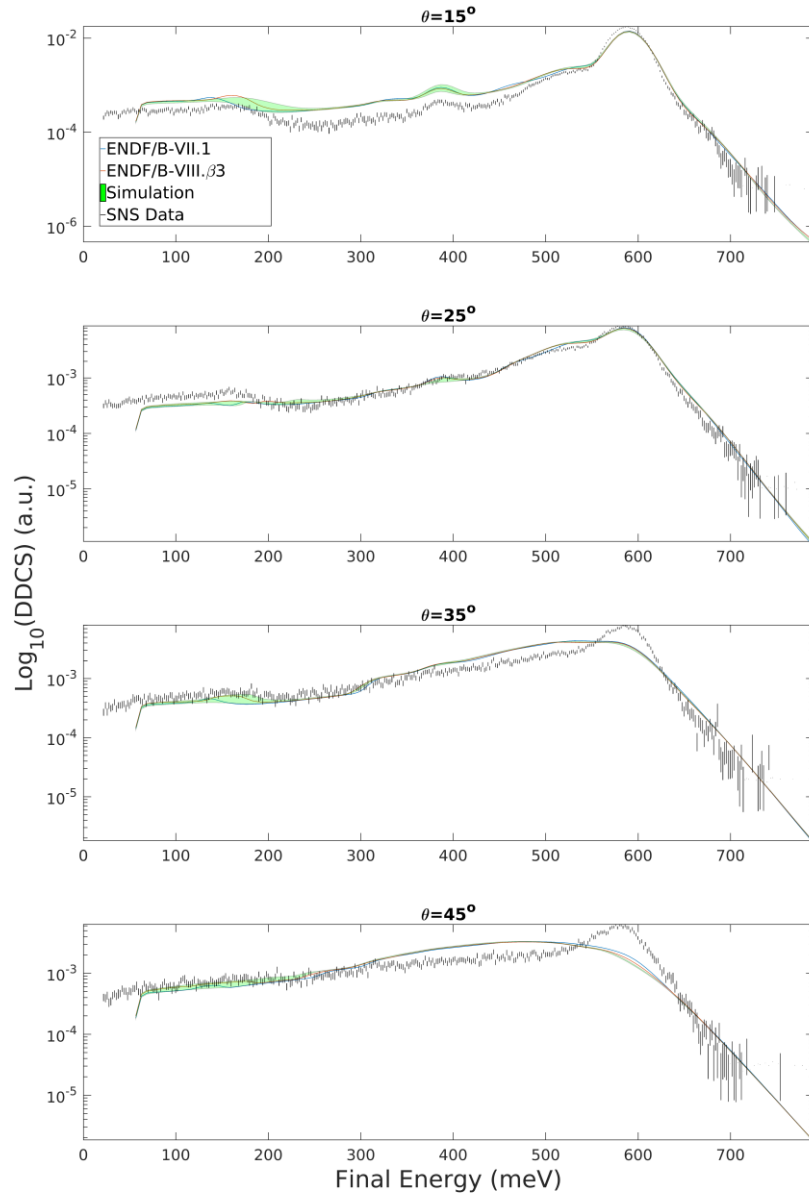 θ=15°
10⁻²
10⁻⁴
10⁻⁶
ENDF/B-VII.1
ENDF/B-VIII.β3
Simulation
SNS Data
0 100 200 300 400 500 600 700
θ=25°
10⁻³
10⁻⁴
10⁻⁵
0 100 200 300 400 500 600 700
Log₁₀(DDCS) (a.u.)
θ=35°
10⁻³
10⁻⁴
10⁻⁵
0 100 200 300 400 500 600 700
θ=45°
10⁻³
10⁻⁴
10⁻⁵
0 100 200 300 400 500 600 700
Final Energy (meV)